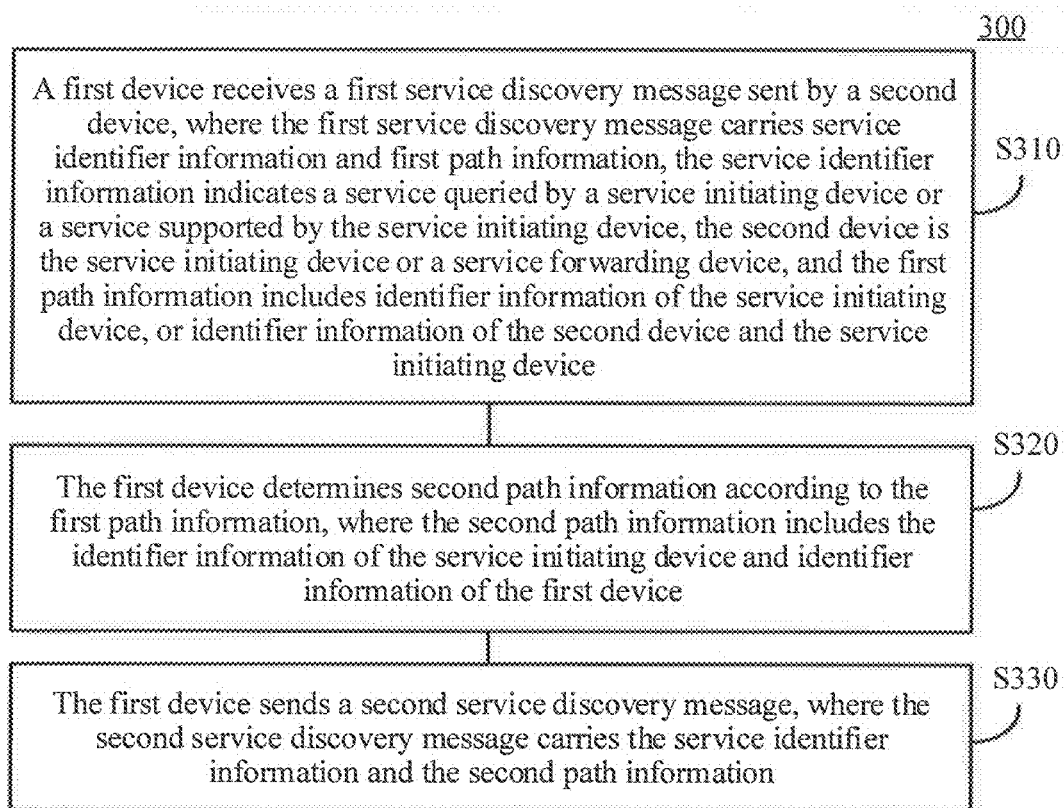 300
A first device receives a first service discovery message sent by a second
device, where the first service discovery message carries service
identifier information and first path information, the service identifier
information indicates a service queried by a service initiating device or
a service supported by the service initiating device, the second device is
the service initiating device or a service forwarding device, and the first
path information includes identifier information of the service initiating
device, or identifier information of the second device and the service
initiating device
S310
The first device determines second path information according to the
first path information, where the second path information includes the
identifier information of the service initiating device and identifier
information of the first device
S320
The first device sends a second service discovery message, where the
second service discovery message carries the service identifier
information and the second path information
S330